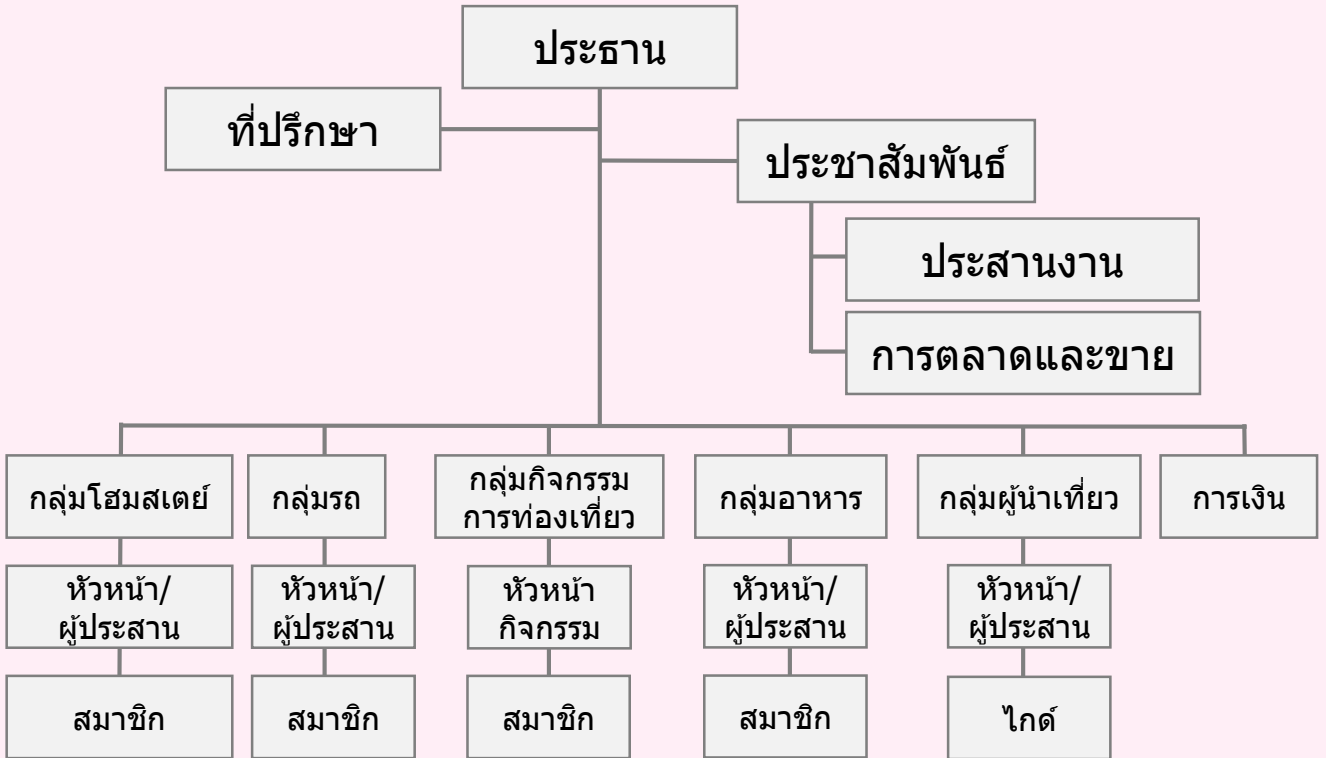 ประธาน
ที่ปรึกษา
ประชาสัมพันธ์
ประสานงาน
การตลาดและขาย
กลุ่มโฮมสเตย์
กลุ่มรถ
กลุ่มกิจกรรม
การท่องเที่ยว
กลุ่มอาหาร
กลุ่มผู้นำเที่ยว
การเงิน
หัวหน้า/
ผู้ประสาน
หัวหน้า/
ผู้ประสาน
หัวหน้า
กิจกรรม
หัวหน้า/
ผู้ประสาน
หัวหน้า/
ผู้ประสาน
สมาชิก
สมาชิก
สมาชิก
สมาชิก
ไกด์